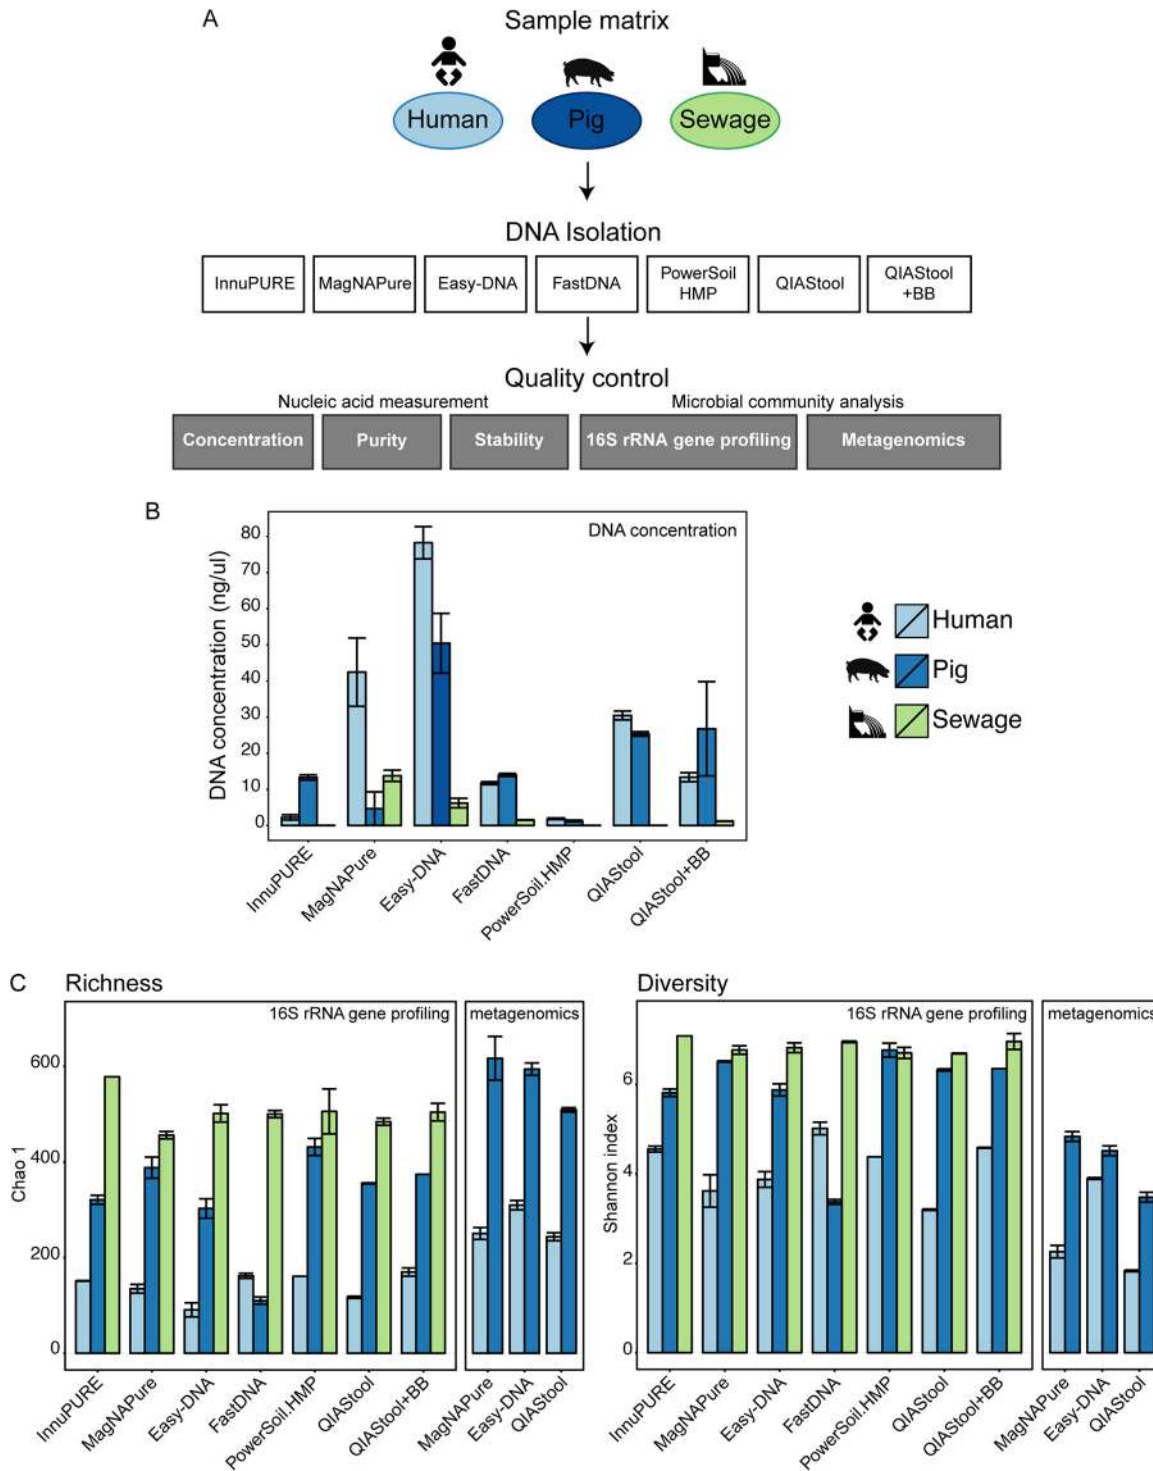 A
Sample matrix
Human
Pig
Sewage
DNA Isolation
InnuPURE
MagNAPure
Easy-DNA
FastDNA
PowerSoil
HMP
QIAStool
QIAStool
+BB
Quality control
Nucleic acid measurement
Microbial community analysis
Concentration
Purity
Stability
16S rRNA gene profiling
Metagenomics
B
DNA concentration
DNA concentration (ng/ul)
80
70
60
50
40
30
20
10
0
InnuPURE
MagNAPure
Easy-DNA
FastDNA
PowerSoil.HMP
QIAStool
QIAStool+BB
Human
Pig
Sewage
C
Richness
16S rRNA gene profiling
metagenomics
Chao 1
600
400
200
0
InnuPURE
MagNAPure
Easy-DNA
FastDNA
PowerSoil.HMP
QIAStool
QIAStool+BB
MagNAPure
Easy-DNA
QIAStool
Diversity
16S rRNA gene profiling
metagenomics
Shannon index
6
4
2
0
InnuPURE
MagNAPure
Easy-DNA
FastDNA
PowerSoil.HMP
QIAStool
QIAStool+BB
MagNAPure
Easy-DNA
QIAStool